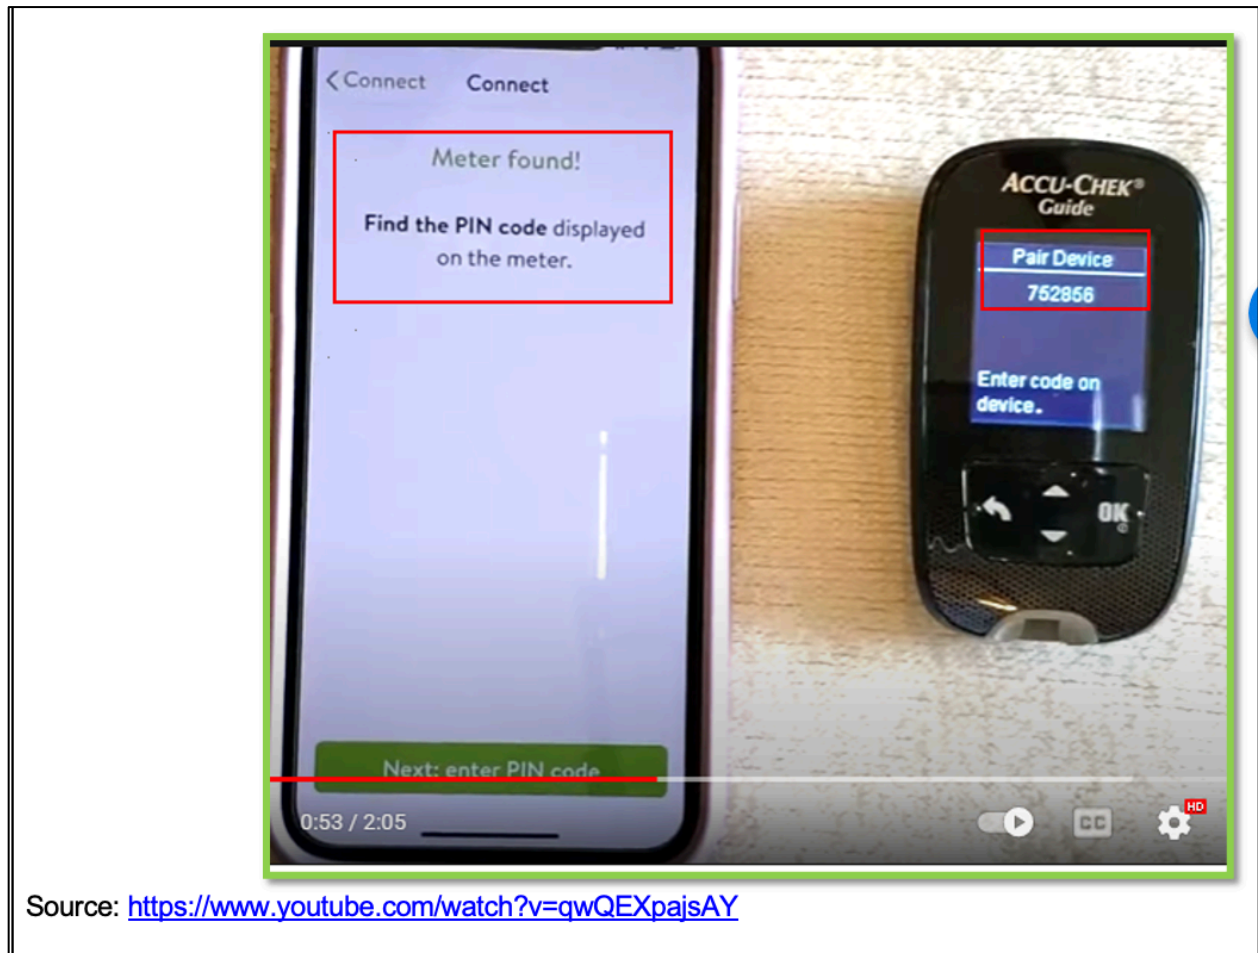 Connect
Connect
Meter found!
Find the PIN code displayed
on the meter.
Next: enter PIN code
0:53 / 2:05
ACCU-CHEK®
Guide
Pair Device
752856
Enter code on
device.
OK
CC
HD
Source: https://www.youtube.com/watch?v=qwQEXpajsAY